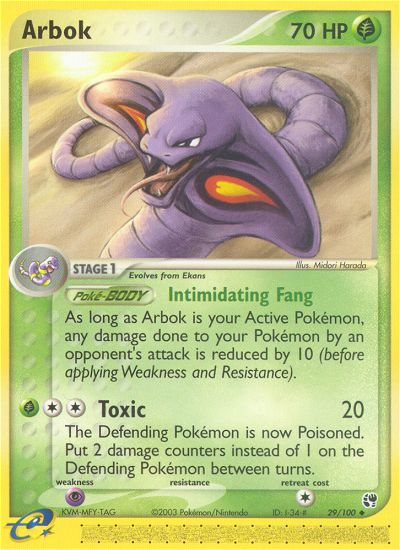 Arbok 70 HP
STAGE 1
Evolves from Ekans
Illus. Midori Harada
Poké-BODY Intimidating Fang
As long as Arbok is your Active Pokémon,
any damage done to your Pokémon by an
opponent's attack is reduced by 10 (before
applying Weakness and Resistance).
Toxic 20
The Defending Pokémon is now Poisoned.
Put 2 damage counters instead of 1 on the
Defending Pokémon between turns.
weakness resistance retreat cost
KVM-MFY-TAG ©2003 Pokémon/Nintendo ID: I-34-# 29/100 ◆
e